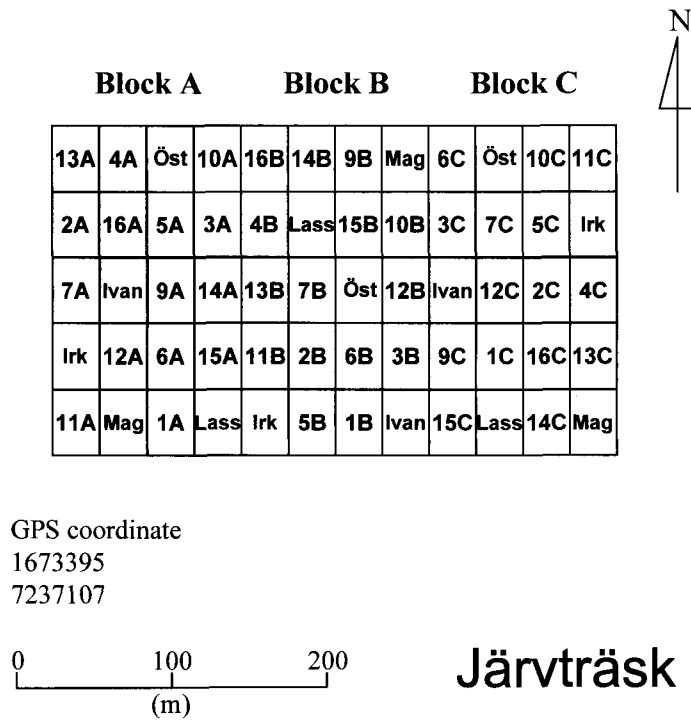 N
Block A Block B Block C
13A 4A Öst 10A 16B 14B 9B Mag 6C Öst 10C 11C
2A 16A 5A 3A 4B Lass 15B 10B 3C 7C 5C Irk
7A Ivan 9A 14A 13B 7B Öst 12B Ivan 12C 2C 4C
Irk 12A 6A 15A 11B 2B 6B 3B 9C 1C 16C 13C
11A Mag 1A Lass Irk 5B 1B Ivan 15C Lass 14C Mag
GPS coordinate
1673395
7237107
0 100 200
(m)
Järvträsk